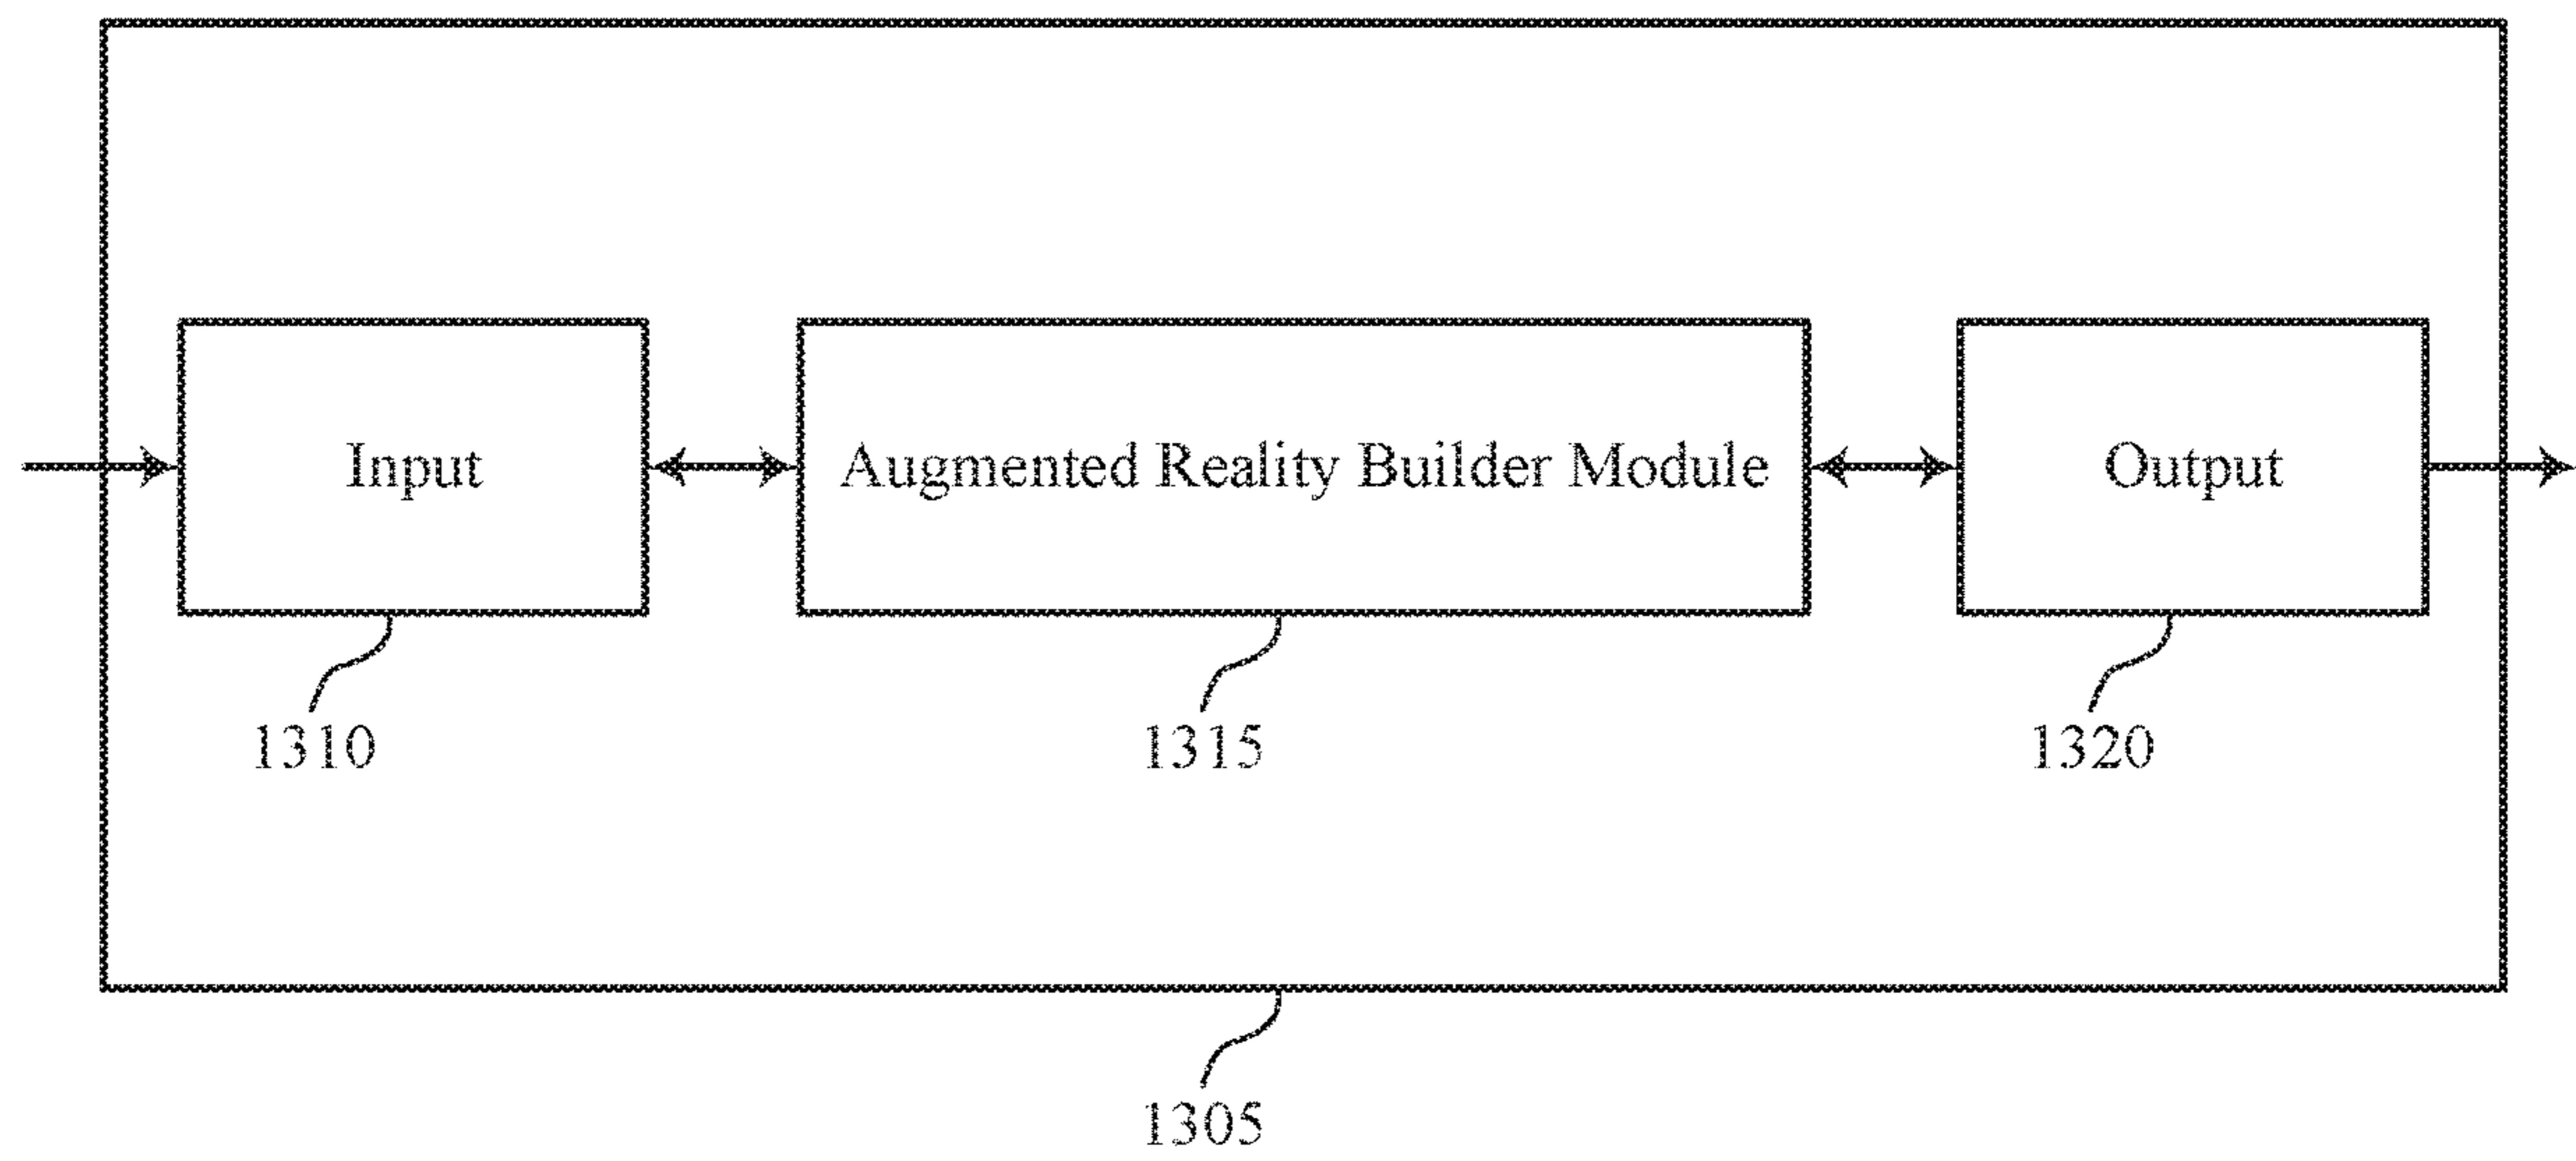 Input
Augmented Reality Builder Module
Output
1310
1315
1320
1305